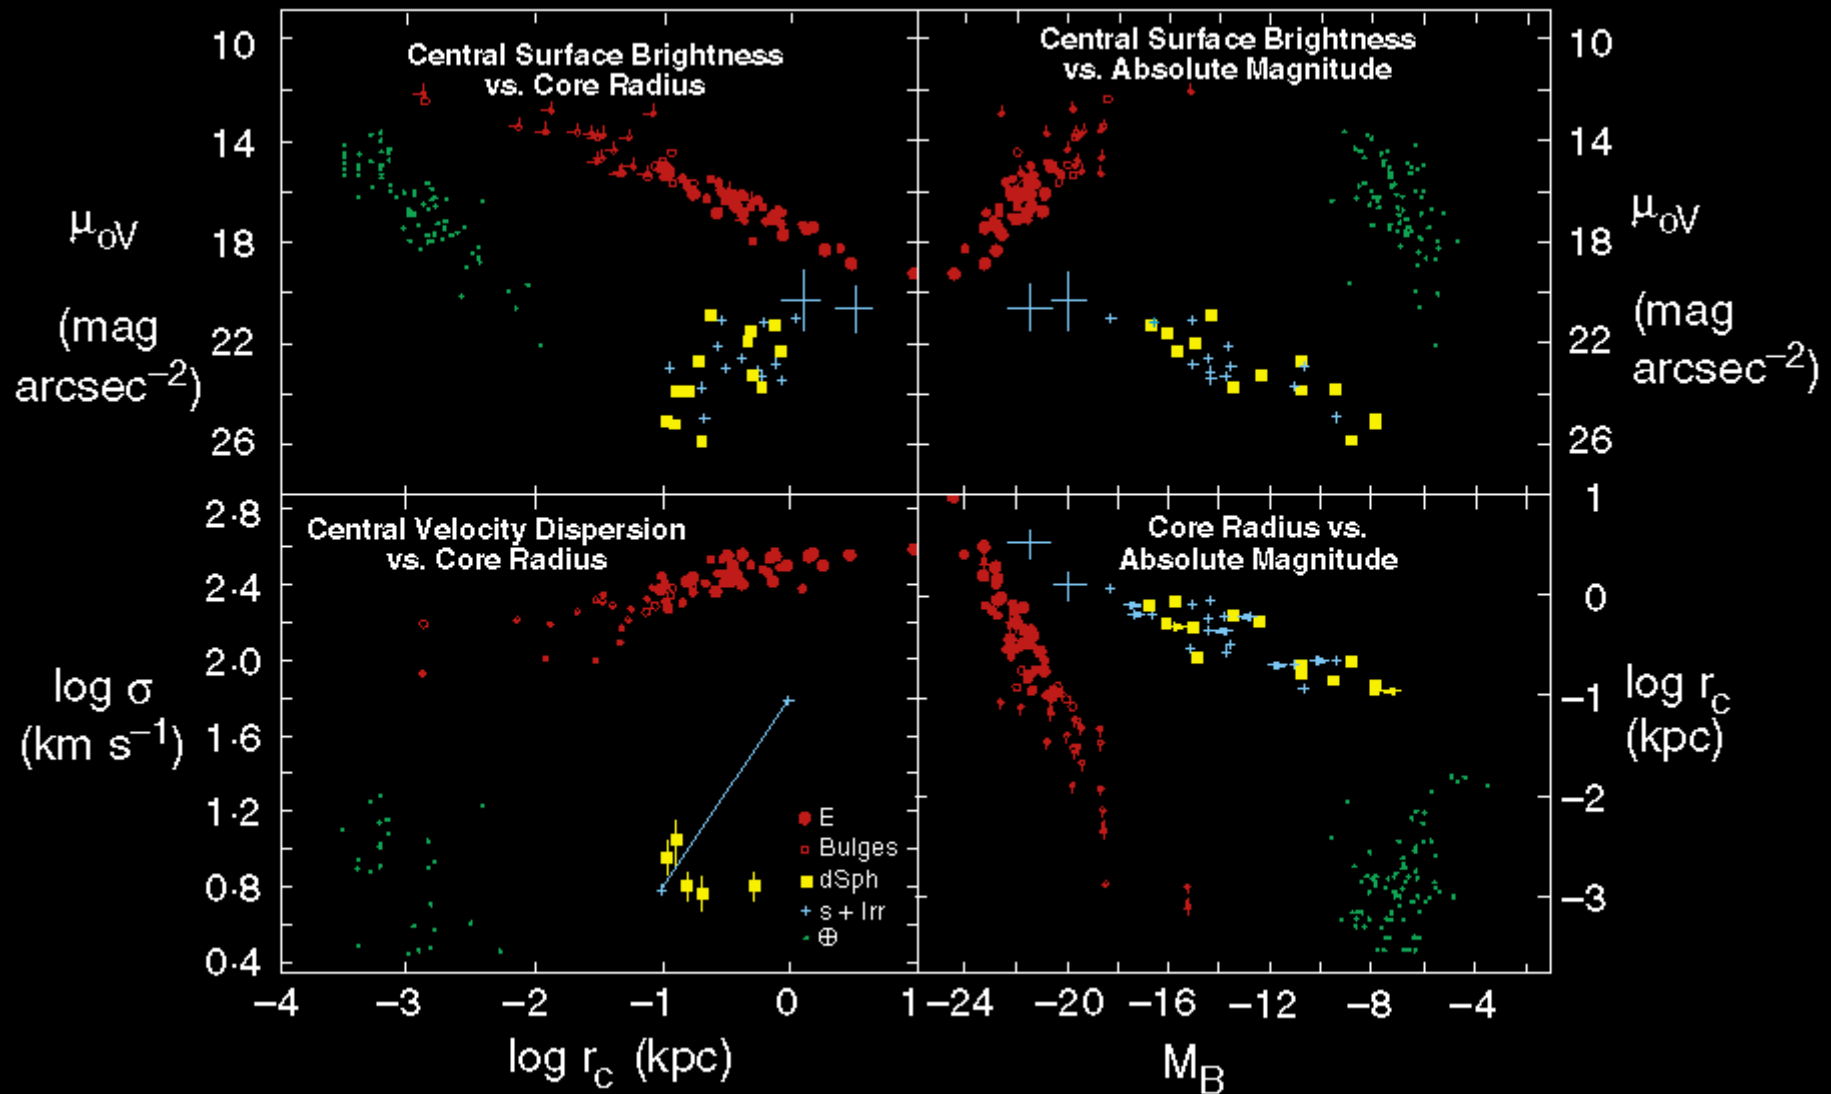 Central Surface Brightness
vs. Core Radius
Central Surface Brightness
vs. Absolute Magnitude
10
14
18
22
26
μoV
(mag
arcsec−2)
10
14
18
22
26
μoV
(mag
arcsec−2)
Central Velocity Dispersion
vs. Core Radius
Core Radius vs.
Absolute Magnitude
2·8
2·4
2·0
1·6
1·2
0·8
0·4
log σ
(km s−1)
E
Bulges
dSph
s + Irr
⊕
1
0
−1
−2
−3
log rc
(kpc)
−4 −3 −2 −1 0 1 −24 −20 −16 −12 −8 −4
log rc (kpc)
MB